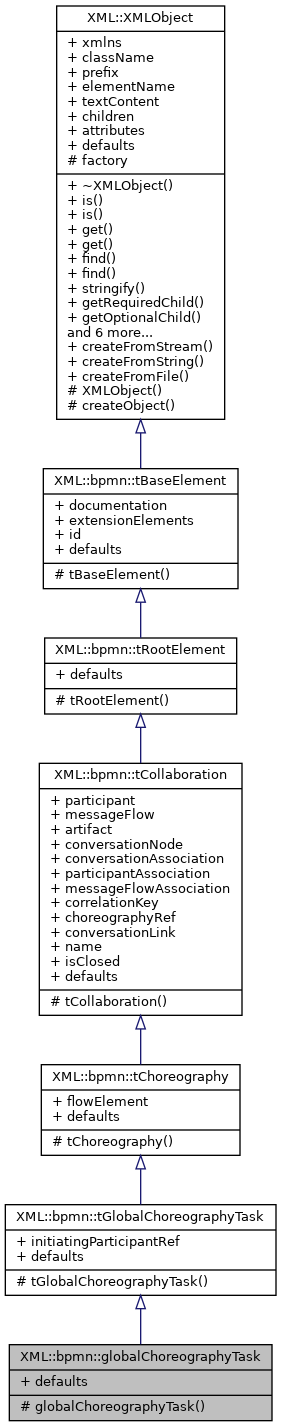 XML::XMLObject
+ xmlns
+ className
+ prefix
+ elementName
+ textContent
+ children
+ attributes
+ defaults
# factory
+ ~XMLObject()
+ is()
+ is()
+ get()
+ get()
+ find()
+ find()
+ stringify()
+ getRequiredChild()
+ getOptionalChild()
and 6 more...
+ createFromStream()
+ createFromString()
+ createFromFile()
# XMLObject()
# createObject()
XML::bpmn::tBaseElement
+ documentation
+ extensionElements
+ id
+ defaults
# tBaseElement()
XML::bpmn::tRootElement
+ defaults
# tRootElement()
XML::bpmn::tCollaboration
+ participant
+ messageFlow
+ artifact
+ conversationNode
+ conversationAssociation
+ participantAssociation
+ messageFlowAssociation
+ correlationKey
+ choreographyRef
+ conversationLink
+ name
+ isClosed
+ defaults
# tCollaboration()
XML::bpmn::tChoreography
+ flowElement
+ defaults
# tChoreography()
XML::bpmn::tGlobalChoreographyTask
+ initiatingParticipantRef
+ defaults
# tGlobalChoreographyTask()
XML::bpmn::globalChoreographyTask
+ defaults
# globalChoreographyTask()